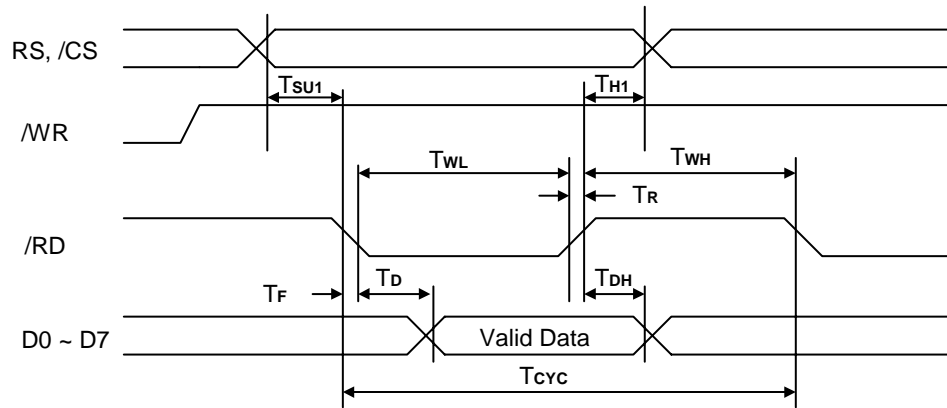 RS, /CS
TSU1
TH1
/WR
TWL
TWH
TR
/RD
TF
TD
TDH
D0 ~ D7
Valid Data
TCYC